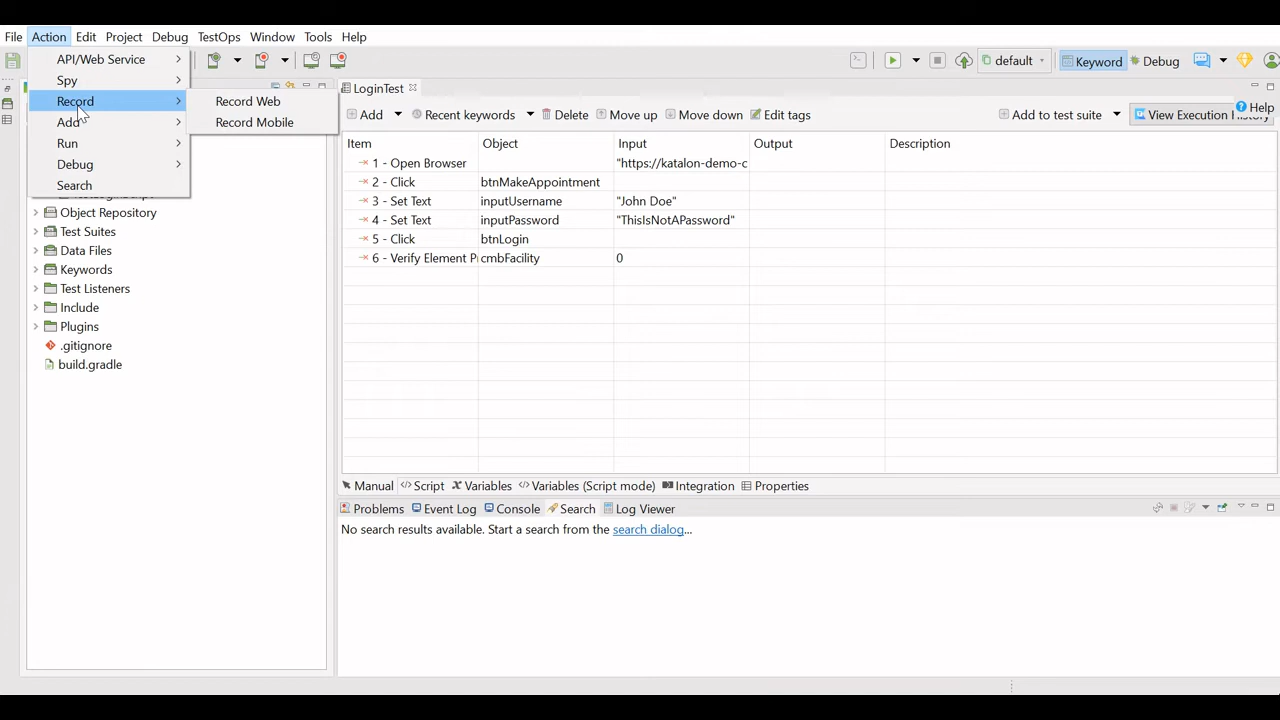 File Action Edit Project Debug TestOps Window Tools Help
default Keyword Debug
API/Web Service
Spy
Record
Add
Run
Debug
Search
Record Web
Record Mobile
Object Repository
Test Suites
Data Files
Keywords
Test Listeners
Include
Plugins
.gitignore
build.gradle
LoginTest
Help
Add Recent keywords Delete Move up Move down Edit tags Add to test suite View Execution History
Item Object Input Output Description
1 - Open Browser "https://katalon-demo-c
2 - Click btnMakeAppointment
3 - Set Text inputUsername "John Doe"
4 - Set Text inputPassword "ThisIsNotAPassword"
5 - Click btnLogin
6 - Verify Element Pr cmbFacility 0
Manual Script Variables Variables (Script mode) Integration Properties
Problems Event Log Console Search Log Viewer
No search results available. Start a search from the search dialog...